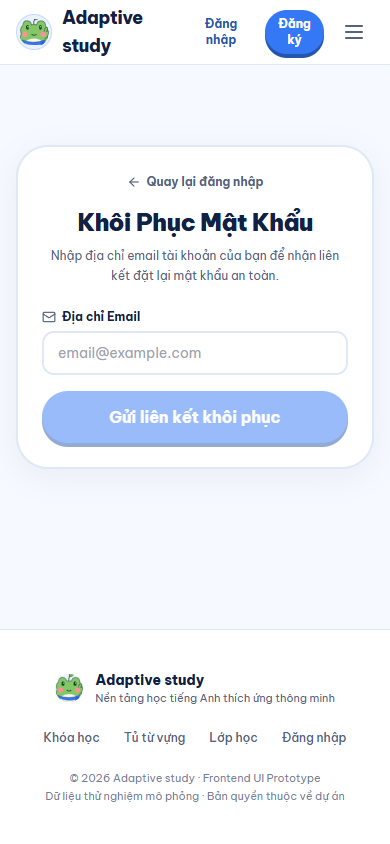 Adaptive
study
Đăng
nhập
Đăng
ký
Quay lại đăng nhập
Khôi Phục Mật Khẩu
Nhập địa chỉ email tài khoản của bạn để nhận liên
kết đặt lại mật khẩu an toàn.
Địa chỉ Email
email@example.com
Gửi liên kết khôi phục
Adaptive study
Nền tảng học tiếng Anh thích ứng thông minh
Khóa học
Tủ từ vựng
Lớp học
Đăng nhập
© 2026 Adaptive study · Frontend UI Prototype
Dữ liệu thử nghiệm mô phỏng · Bản quyền thuộc về dự án